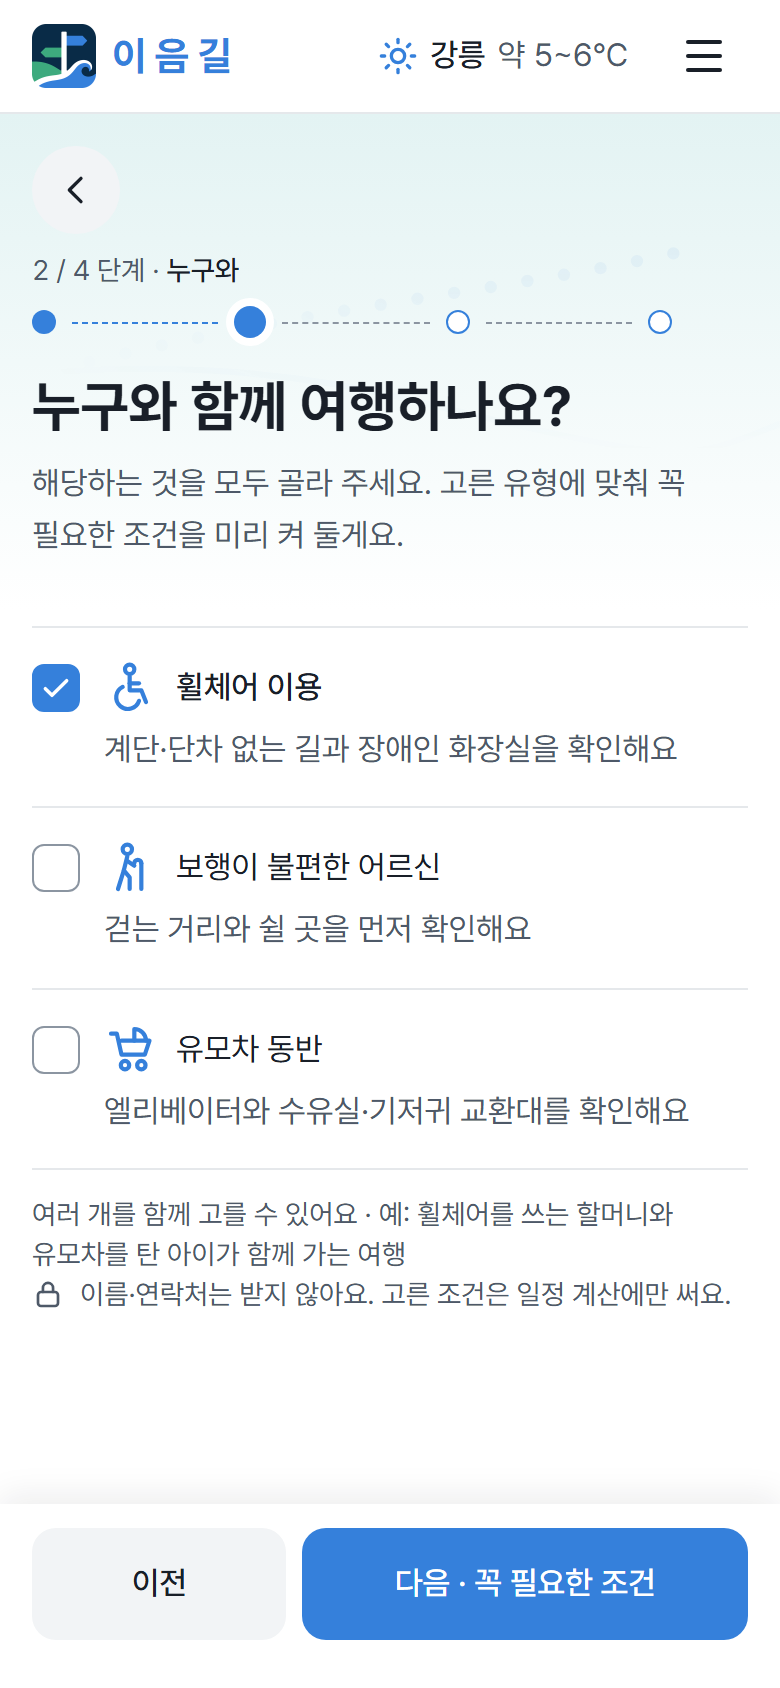 이음길
강릉 약 5~6°C
2 / 4 단계 · 누구와
누구와 함께 여행하나요?
해당하는 것을 모두 골라 주세요. 고른 유형에 맞춰 꼭
필요한 조건을 미리 켜 둘게요.
휠체어 이용
계단·단차 없는 길과 장애인 화장실을 확인해요
보행이 불편한 어르신
걷는 거리와 쉴 곳을 먼저 확인해요
유모차 동반
엘리베이터와 수유실·기저귀 교환대를 확인해요
여러 개를 함께 고를 수 있어요 · 예: 휠체어를 쓰는 할머니와
유모차를 탄 아이가 함께 가는 여행
이름·연락처는 받지 않아요. 고른 조건은 일정 계산에만 써요.
이전
다음 · 꼭 필요한 조건